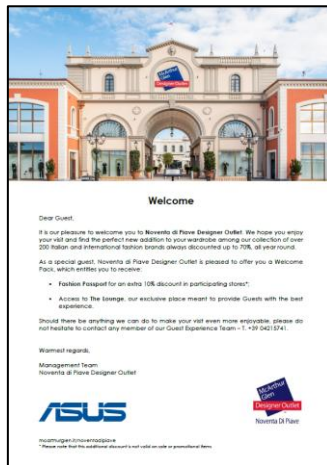 McArthur
Glen
Designer Outlet
Welcome
Dear Guest,
It is our pleasure to welcome you to Noventa di Piave Designer Outlet. We hope you enjoy
your visit and find the perfect new addition to your wardrobe among our collection of over
200 Italian and international fashion brands always discounted up to 70%, all year round.
As a special guest, Noventa di Piave Designer Outlet is pleased to offer you a Welcome
Pack, which entitles you to receive:
• Fashion Passport for an extra 10% discount in participating stores*;
• Access to The Lounge, our exclusive place meant to provide Guests with the best
experience.
Should there be anything we can do to make your visit even more enjoyable, please do
not hesitate to contact any member of our Guest Experience Team – T. +39 04215741.
Warmest regards,
Management Team
Noventa di Piave Designer Outlet
ASUS
McArthur
Glen
Designer Outlet
Noventa Di Piave
mcarthurglen.it/noventadipiave
* Please note that this additional discount is not valid on sale or promotional items